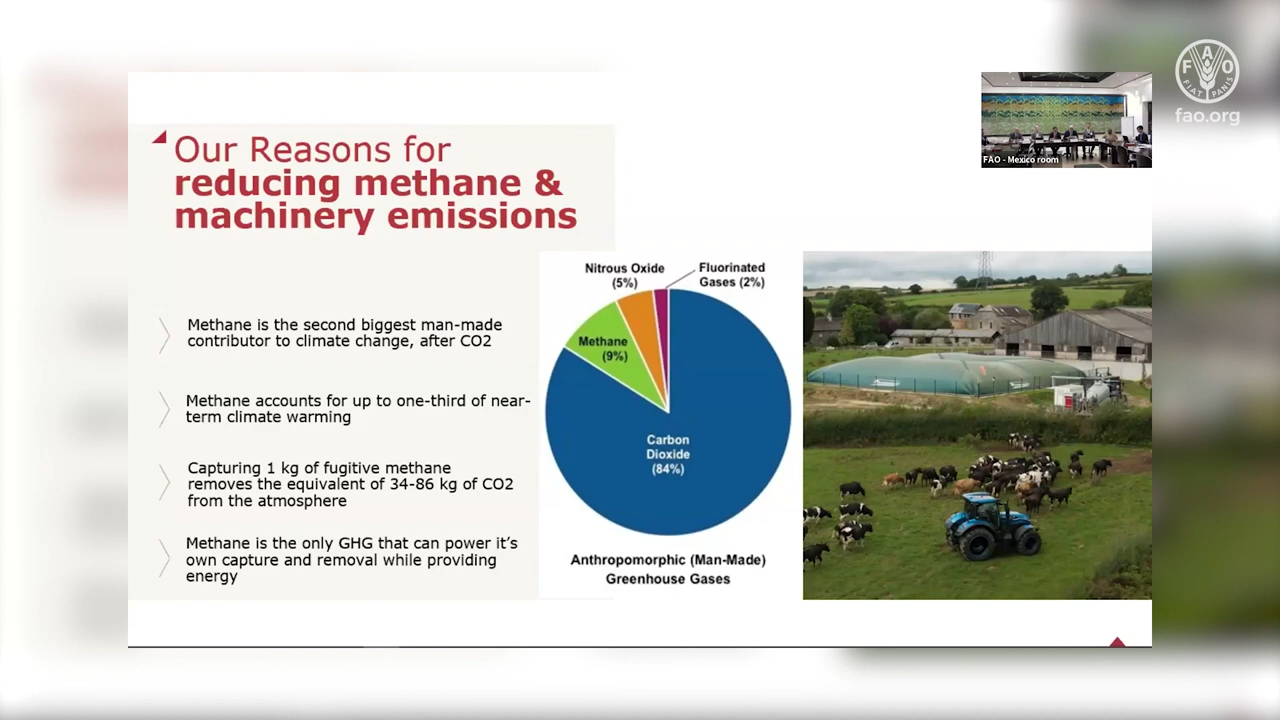 Our Reasons for
reducing methane &
machinery emissions
Methane is the second biggest man-made
contributor to climate change, after CO2
Methane accounts for up to one-third of near-
term climate warming
Capturing 1 kg of fugitive methane
removes the equivalent of 34-86 kg of CO2
from the atmosphere
Methane is the only GHG that can power it's
own capture and removal while providing
energy
Nitrous Oxide
(5%)
Fluorinated
Gases (2%)
Methane
(9%)
Carbon
Dioxide
(84%)
Anthropomorphic (Man-Made)
Greenhouse Gases
FAO - Mexico room
F A O
FIAT PANIS
fao.org